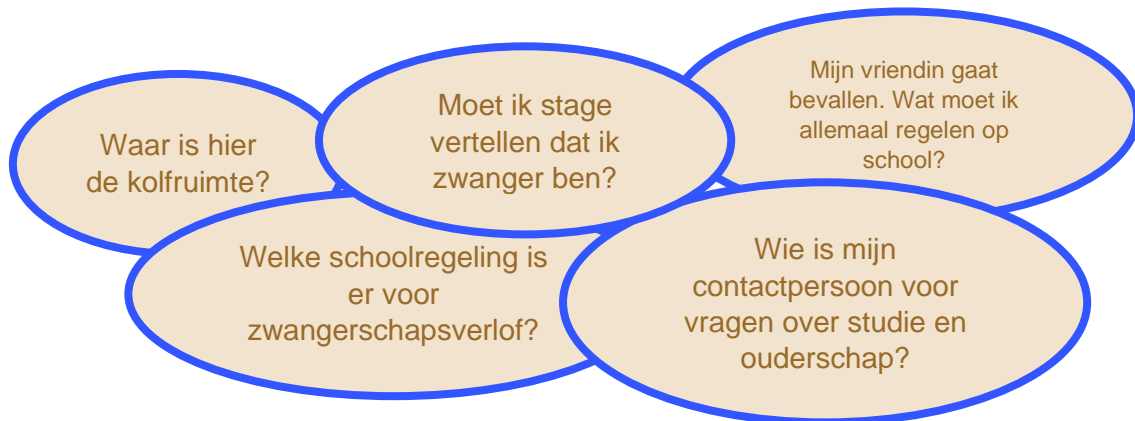 Waar is hier
de kolfruimte?
Moet ik stage
vertellen dat ik
zwanger ben?
Mijn vriendin gaat
bevallen. Wat moet ik
allemaal regelen op
school?
Welke schoolregeling is
er voor
zwangerschapsverlof?
Wie is mijn
contactpersoon voor
vragen over studie en
ouderschap?